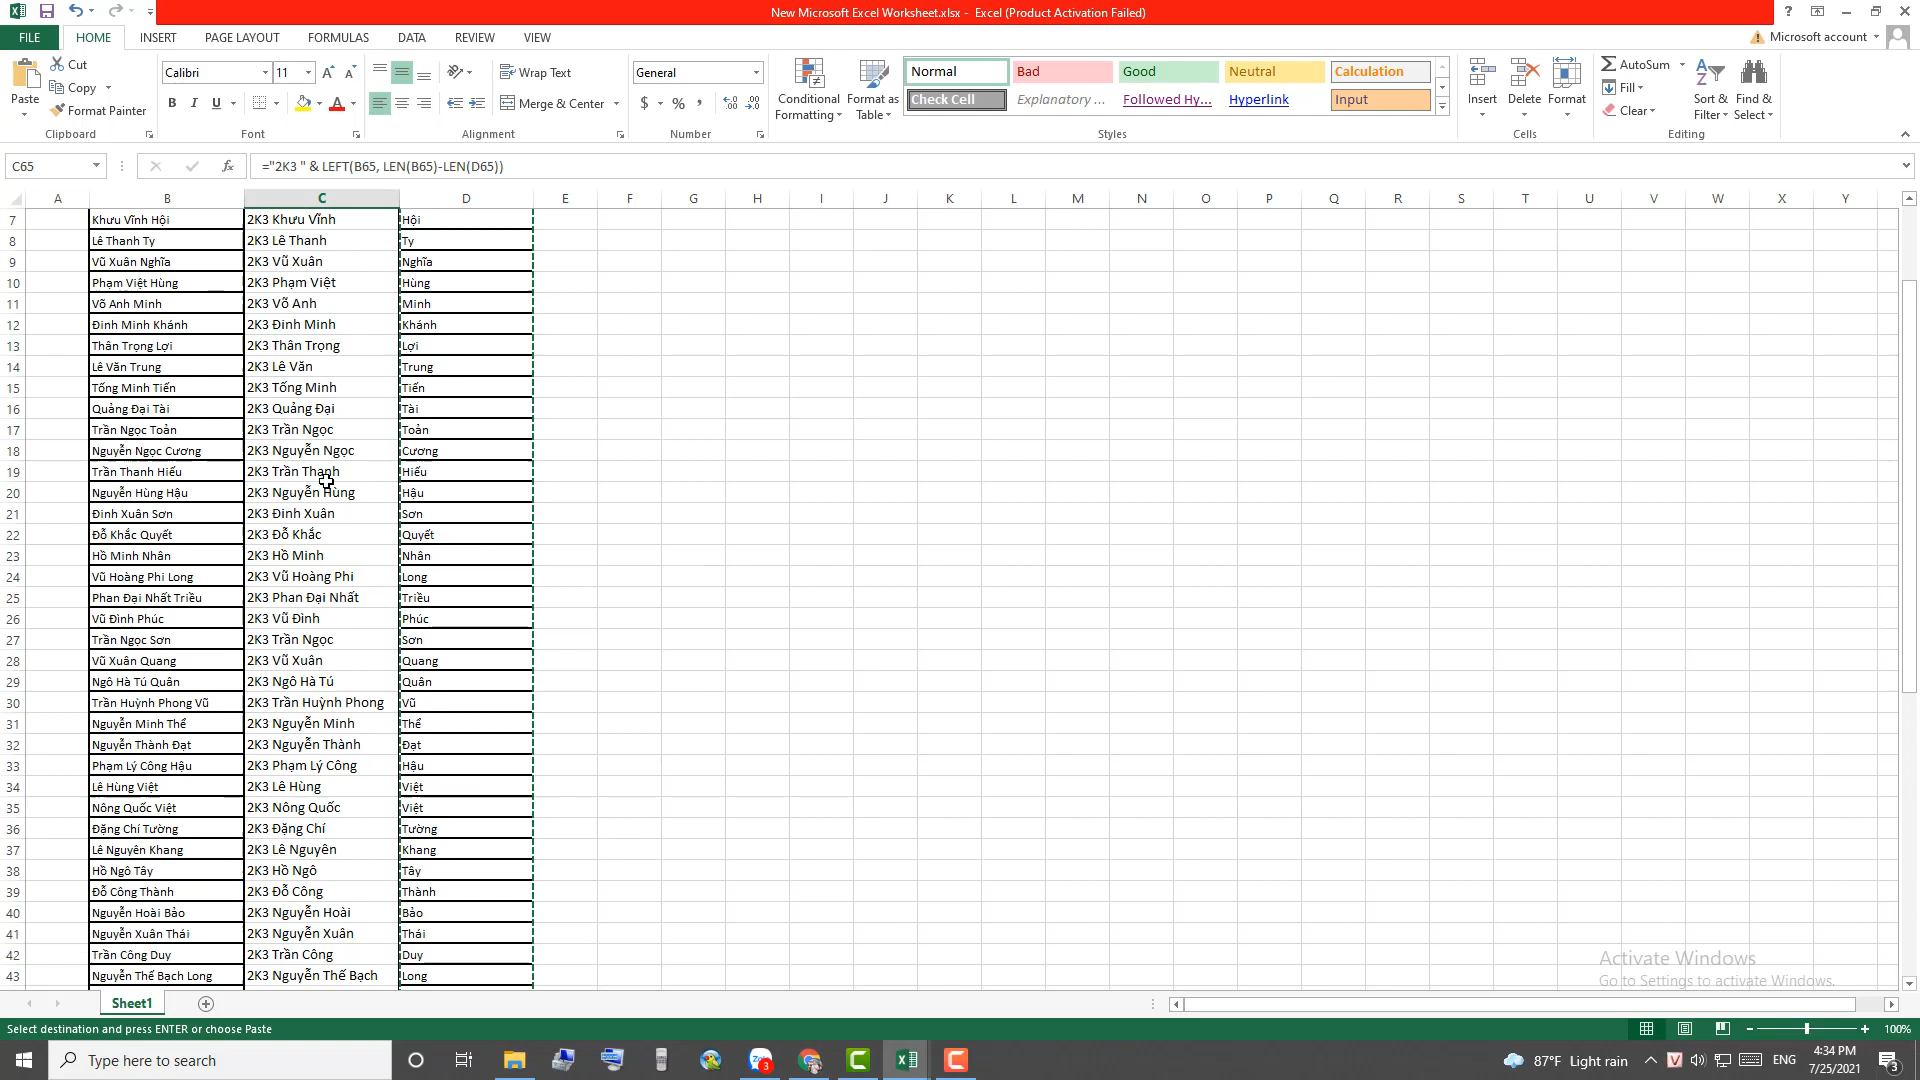 New Microsoft Excel Worksheet.xlsx - Excel (Product Activation Failed)
FILE HOME INSERT PAGE LAYOUT FORMULAS DATA REVIEW VIEW Microsoft account
Paste
Cut
Copy
Format Painter
Clipboard
Calibri 11
B I U
Font
Wrap Text
Merge & Center
Alignment
General
$ %
Number
Conditional Formatting
Format as Table
Normal Bad Good Neutral Calculation
Check Cell Explanatory ... Followed Hy... Hyperlink Input
Styles
Insert Delete Format
Cells
AutoSum
Fill
Clear
Sort & Filter
Find & Select
Editing
C65 fx ="2K3 " & LEFT(B65, LEN(B65)-LEN(D65))
A B C D E F G H I J K L M N O P Q R S T U V W X Y
7 Khưu Vĩnh Hội 2K3 Khưu Vĩnh Hội
8 Lê Thanh Ty 2K3 Lê Thanh Ty
9 Vũ Xuân Nghĩa 2K3 Vũ Xuân Nghĩa
10 Phạm Việt Hùng 2K3 Phạm Việt Hùng
11 Võ Anh Minh 2K3 Võ Anh Minh
12 Đinh Minh Khánh 2K3 Đinh Minh Khánh
13 Thân Trọng Lợi 2K3 Thân Trọng Lợi
14 Lê Văn Trung 2K3 Lê Văn Trung
15 Tống Minh Tiến 2K3 Tống Minh Tiến
16 Quảng Đại Tài 2K3 Quảng Đại Tài
17 Trần Ngọc Toản 2K3 Trần Ngọc Toản
18 Nguyễn Ngọc Cương 2K3 Nguyễn Ngọc Cương
19 Trần Thanh Hiếu 2K3 Trần Thanh Hiếu
20 Nguyễn Hùng Hậu 2K3 Nguyễn Hùng Hậu
21 Đinh Xuân Sơn 2K3 Đinh Xuân Sơn
22 Đỗ Khắc Quyết 2K3 Đỗ Khắc Quyết
23 Hồ Minh Nhân 2K3 Hồ Minh Nhân
24 Vũ Hoàng Phi Long 2K3 Vũ Hoàng Phi Long
25 Phan Đại Nhất Triều 2K3 Phan Đại Nhất Triều
26 Vũ Đình Phúc 2K3 Vũ Đình Phúc
27 Trần Ngọc Sơn 2K3 Trần Ngọc Sơn
28 Vũ Xuân Quang 2K3 Vũ Xuân Quang
29 Ngô Hà Tú Quân 2K3 Ngô Hà Tú Quân
30 Trần Huỳnh Phong Vũ 2K3 Trần Huỳnh Phong Vũ
31 Nguyễn Minh Thể 2K3 Nguyễn Minh Thể
32 Nguyễn Thành Đạt 2K3 Nguyễn Thành Đạt
33 Phạm Lý Công Hậu 2K3 Phạm Lý Công Hậu
34 Lê Hùng Việt 2K3 Lê Hùng Việt
35 Nông Quốc Việt 2K3 Nông Quốc Việt
36 Đặng Chí Tường 2K3 Đặng Chí Tường
37 Lê Nguyên Khang 2K3 Lê Nguyên Khang
38 Hồ Ngô Tây 2K3 Hồ Ngô Tây
39 Đỗ Công Thành 2K3 Đỗ Công Thành
40 Nguyễn Hoài Bảo 2K3 Nguyễn Hoài Bảo
41 Nguyễn Xuân Thái 2K3 Nguyễn Xuân Thái
42 Trần Công Duy 2K3 Trần Công Duy
43 Nguyễn Thế Bạch Long 2K3 Nguyễn Thế Bạch Long
Activate Windows
Go to Settings to activate Windows.
Sheet1
Select destination and press ENTER or choose Paste 100%
Type here to search
Zalo 3
87°F Light rain
ENG
4:34 PM
7/25/2021
3